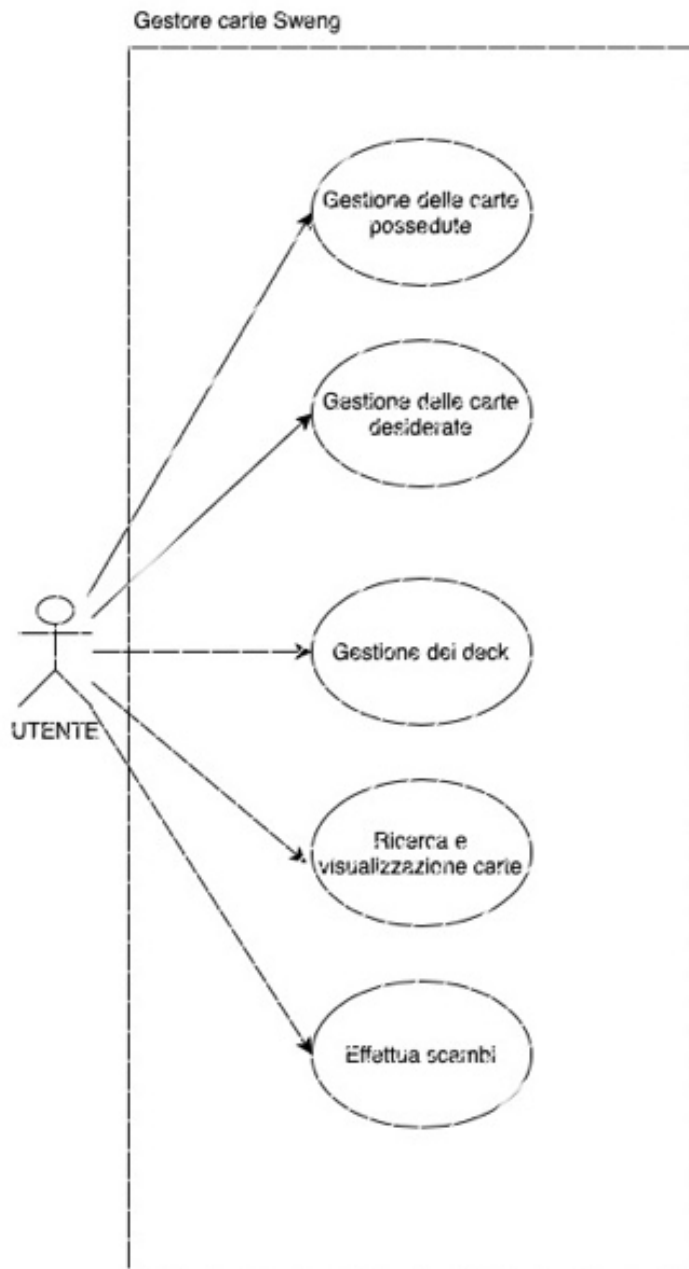 Gestore carte Sweng
Gestione delle carte
possedute
Gestione delle carte
desiderate
Gestione dei deck
UTENTE
Ricerca e
visualizzazione carte
Effettua scambi